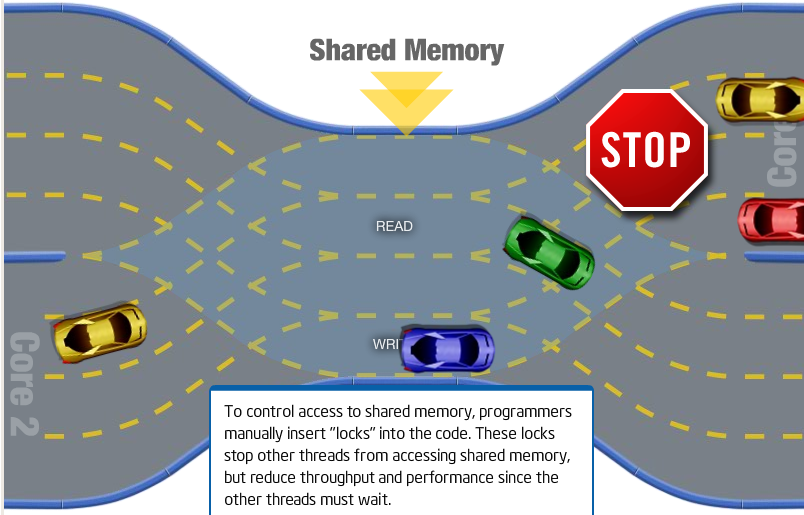 Shared Memory
STOP
Core
READ
WRI
Core 2
To control access to shared memory, programmers
manually insert "locks" into the code. These locks
stop other threads from accessing shared memory,
but reduce throughput and performance since the
other threads must wait.